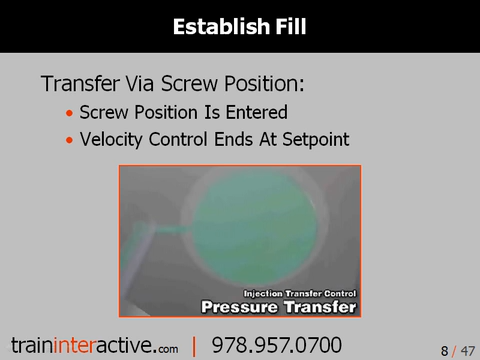 Establish Fill
Transfer Via Screw Position:
• Screw Position Is Entered
• Velocity Control Ends At Setpoint
Injection Transfer Control
Pressure Transfer
traininteractive.com | 978.957.0700
8 / 47